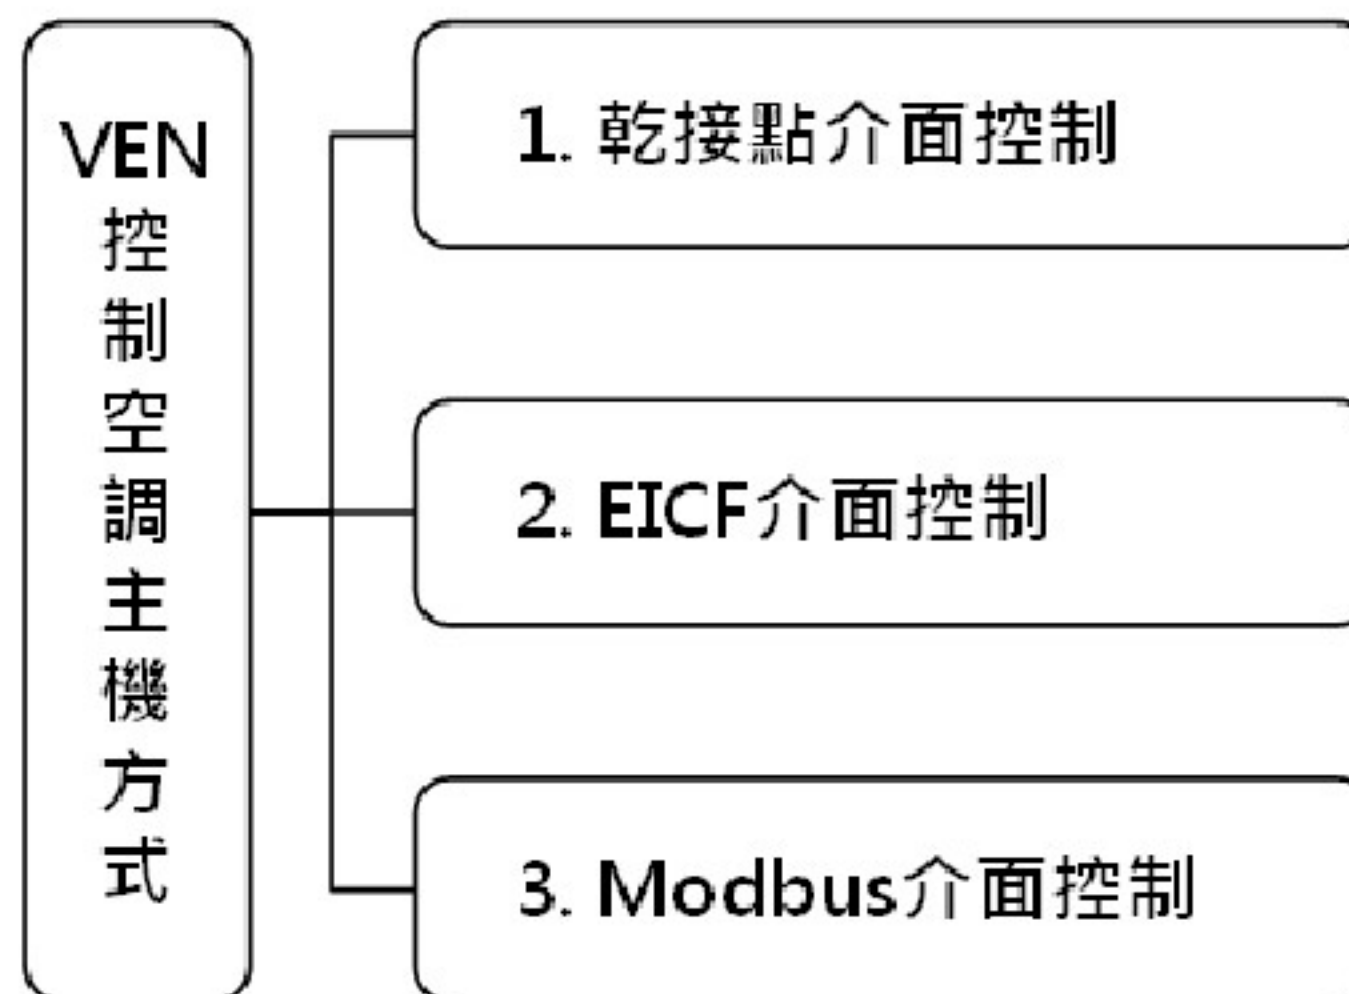 VEN
控
制
空
調
主
機
方
式
1. 乾接點介面控制
2. EICF介面控制
3. Modbus介面控制